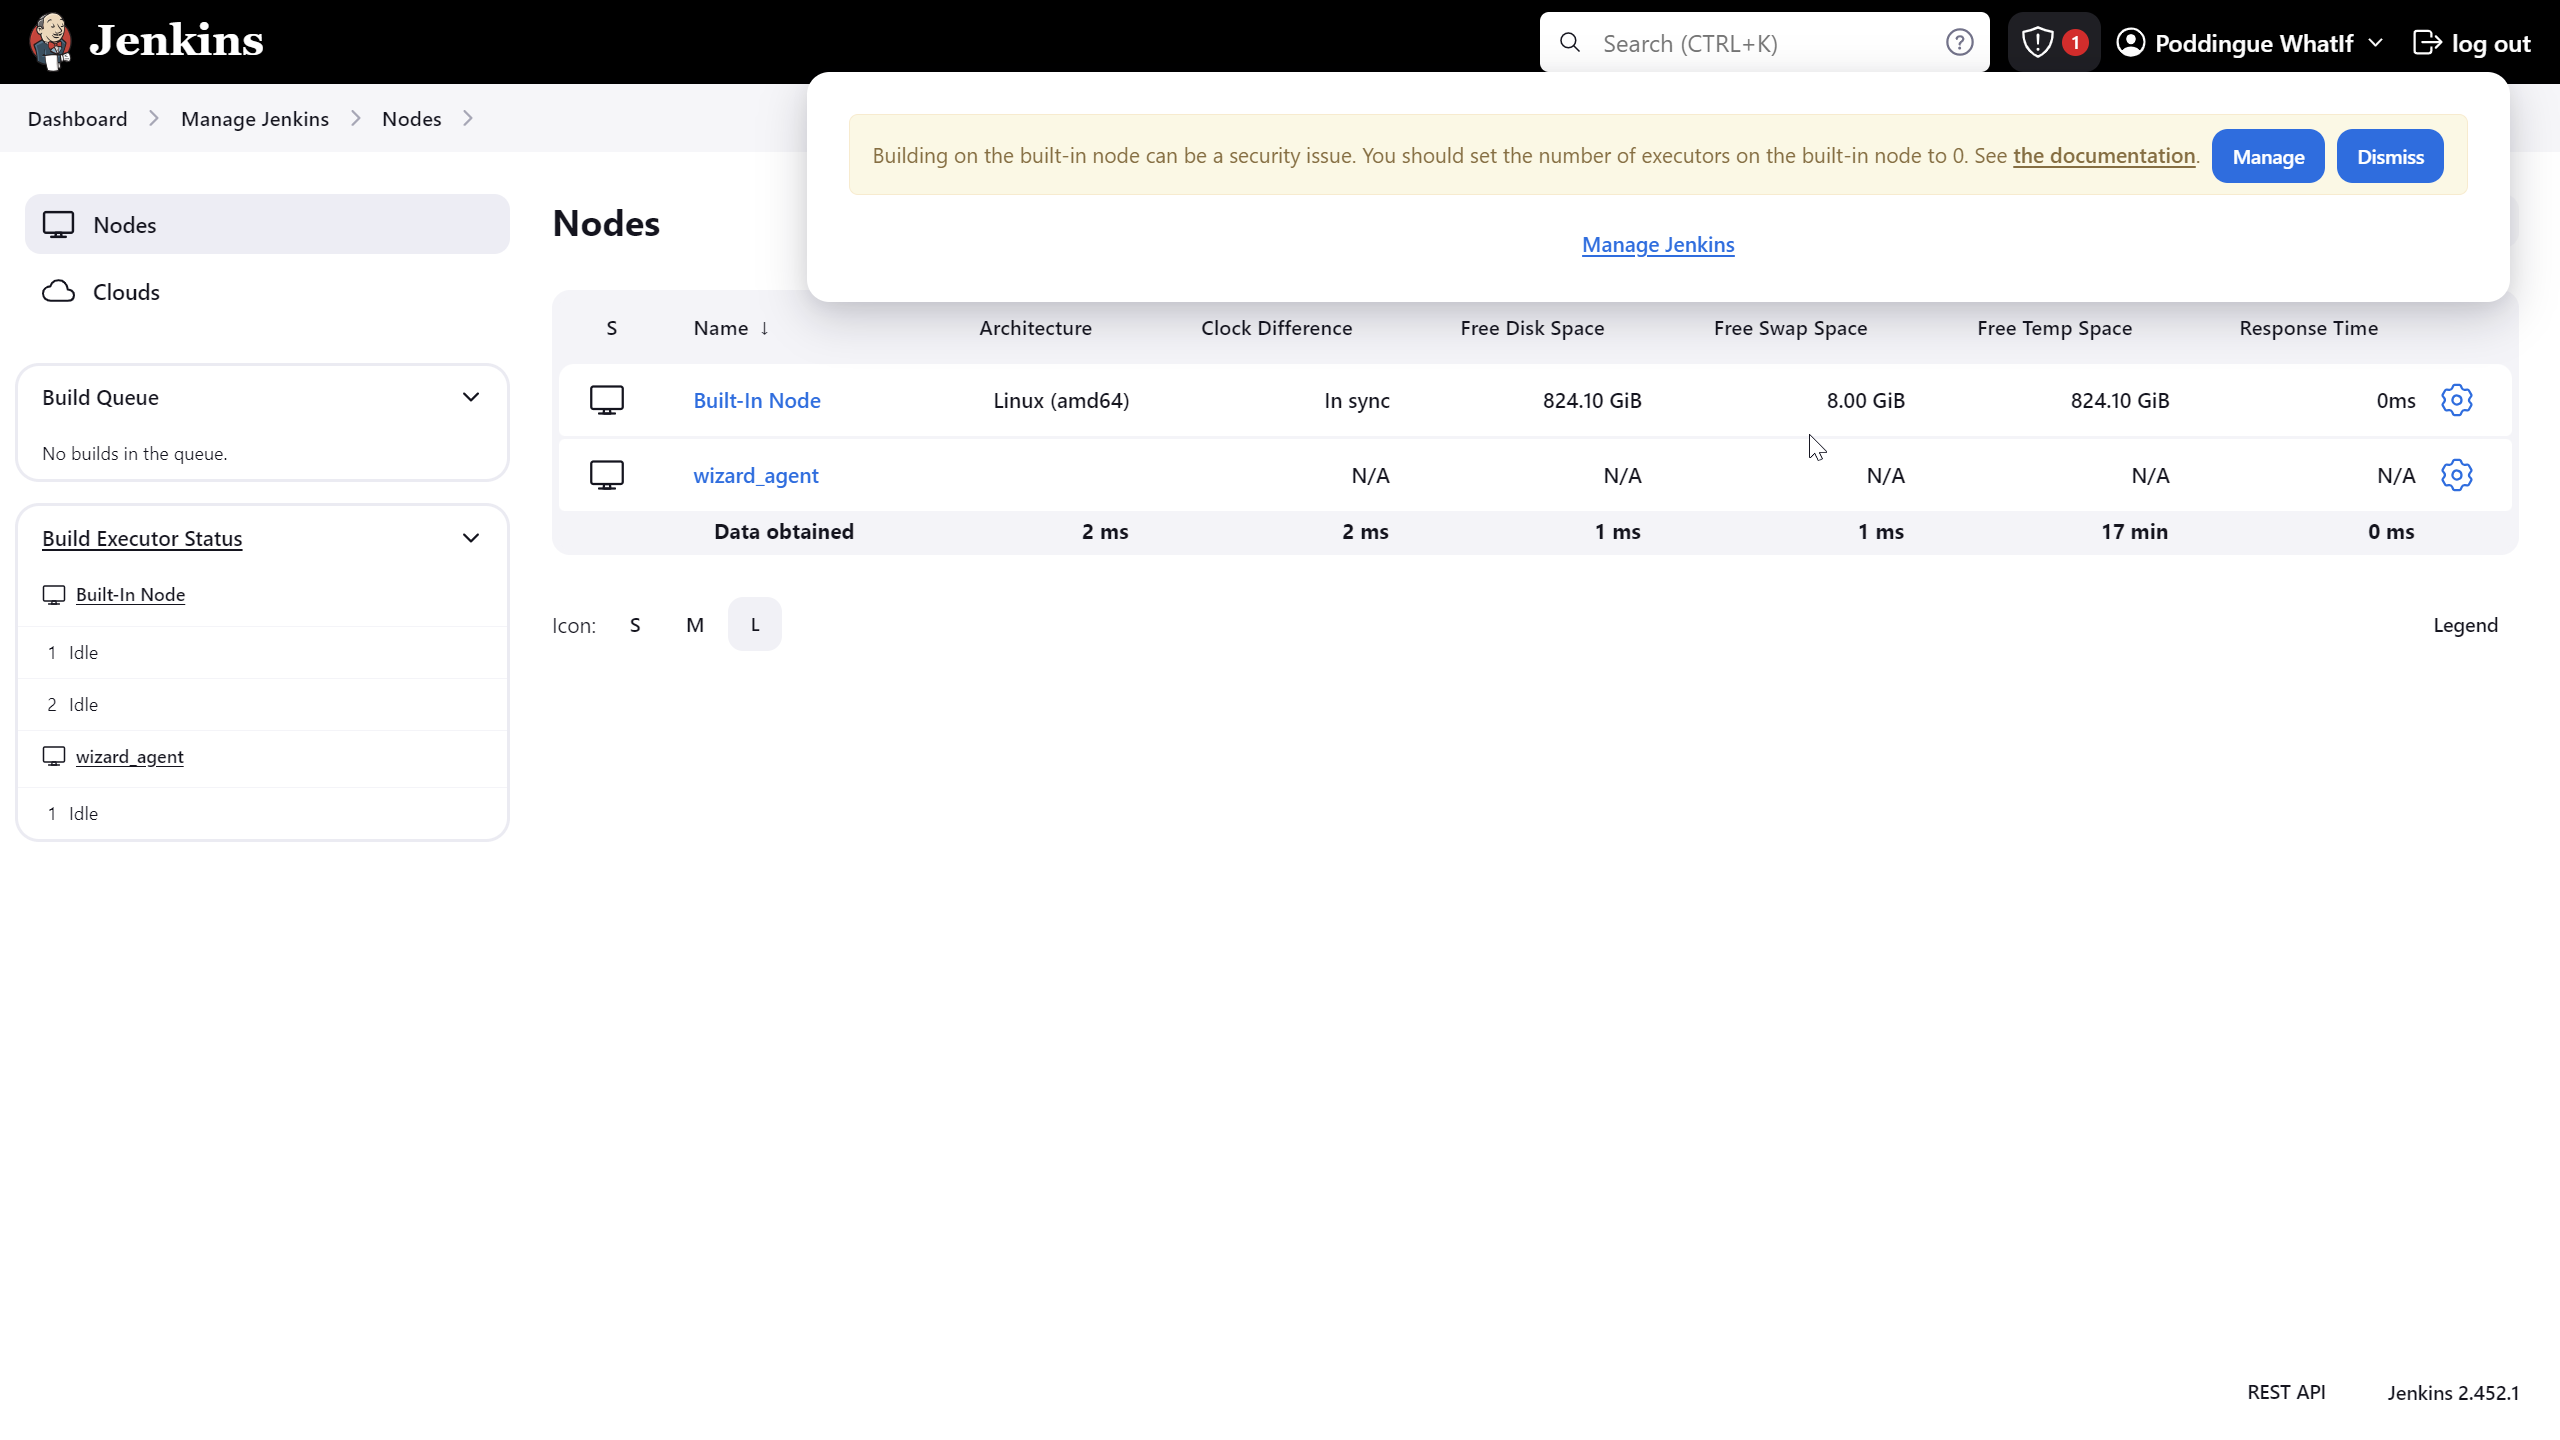 Jenkins
Search (CTRL+K)
1
Poddingue WhatIf
log out
Dashboard
Manage Jenkins
Nodes
Building on the built-in node can be a security issue. You should set the number of executors on the built-in node to 0. See the documentation.
Manage
Dismiss
Manage Jenkins
Nodes
Clouds
Build Queue
No builds in the queue.
Build Executor Status
Built-In Node
1 Idle
2 Idle
wizard_agent
1 Idle
Nodes
S Name ↓ Architecture Clock Difference Free Disk Space Free Swap Space Free Temp Space Response Time
Built-In Node Linux (amd64) In sync 824.10 GiB 8.00 GiB 824.10 GiB 0ms
wizard_agent N/A N/A N/A N/A N/A
Data obtained 2 ms 2 ms 1 ms 1 ms 17 min 0 ms
Icon: S M L
Legend
REST API
Jenkins 2.452.1